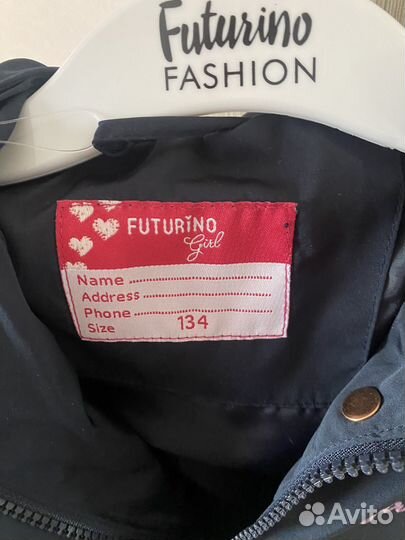 Futurino
FASHION
FUTURINO
Girl
Name
Address
Phone
Size 134
Avito